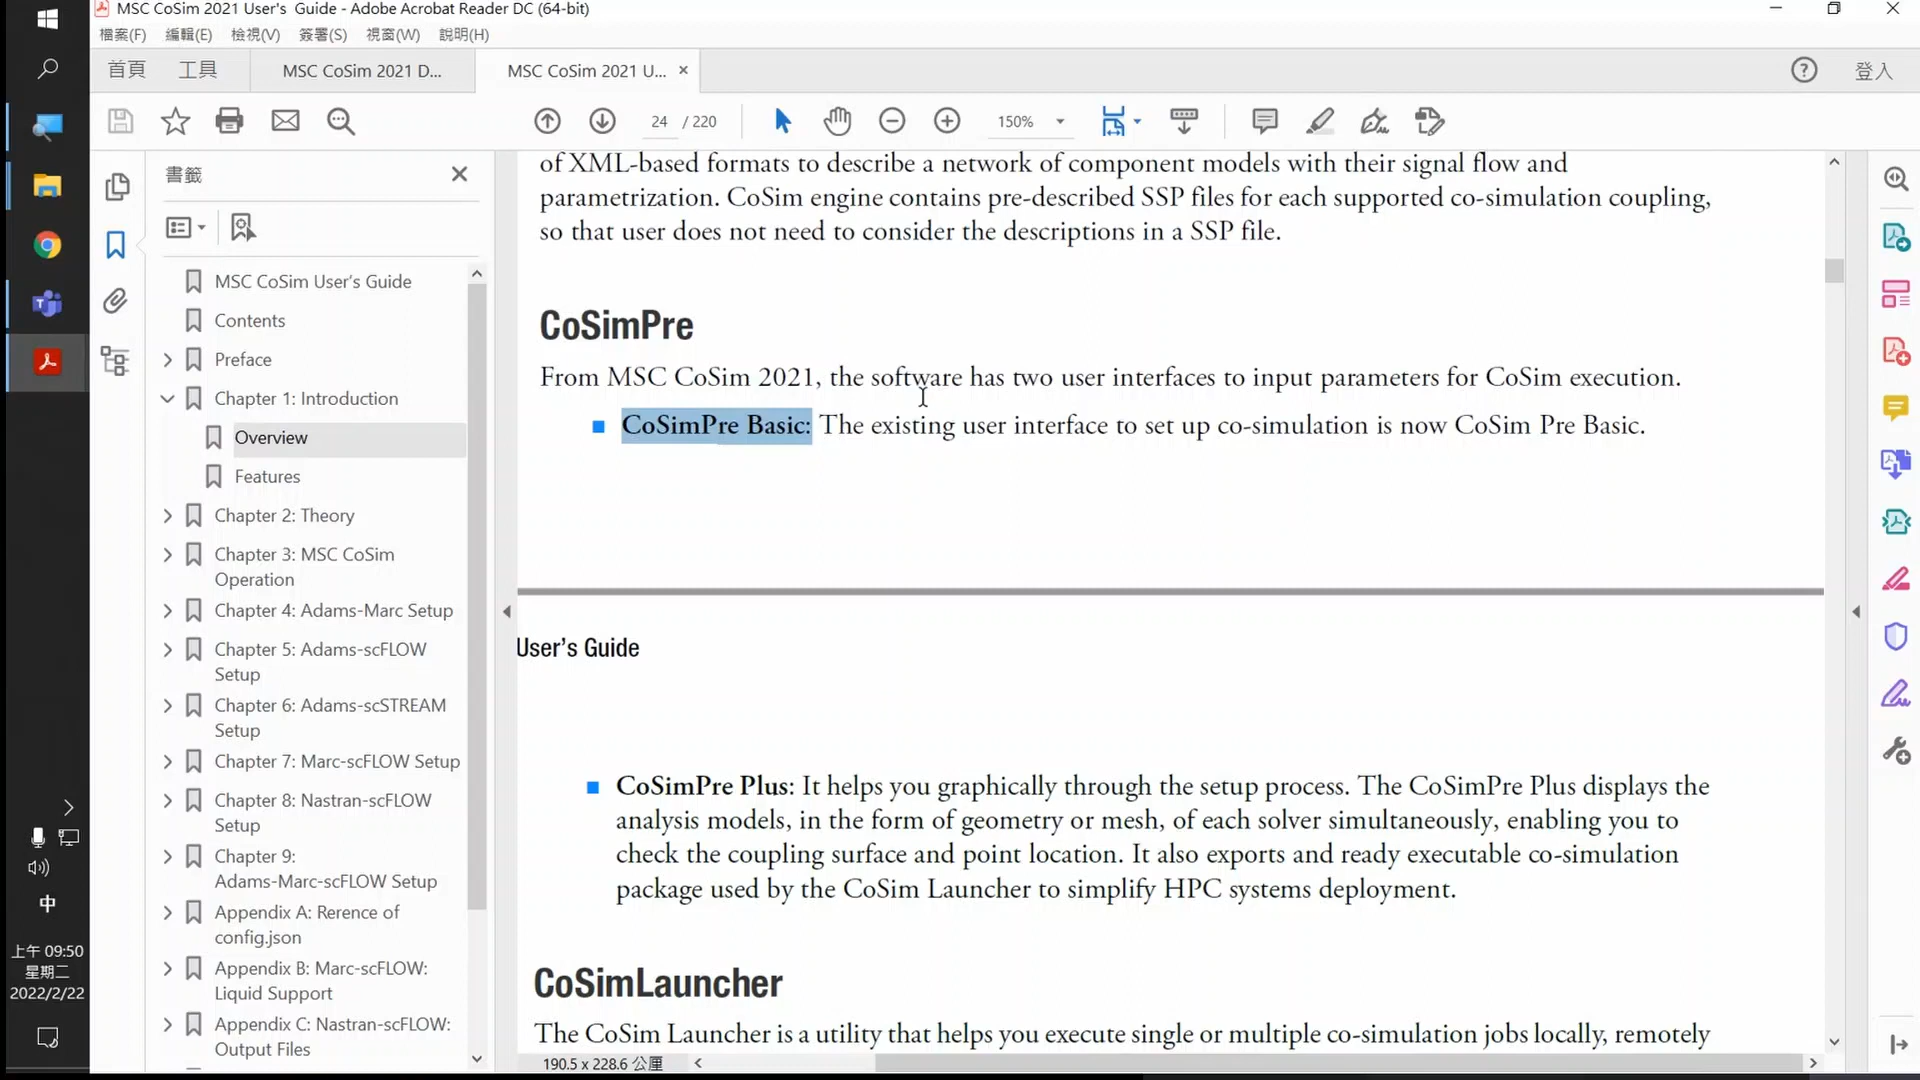 MSC CoSim 2021 User's Guide - Adobe Acrobat Reader DC (64-bit)
檔案(F) 編輯(E) 檢視(V) 簽署(S) 視窗(W) 說明(H)
首頁 工具 MSC CoSim 2021 D... MSC CoSim 2021 U... 登入
24 / 220 150%
書籤
MSC CoSim User's Guide
Contents
Preface
Chapter 1: Introduction
Overview
Features
Chapter 2: Theory
Chapter 3: MSC CoSim
Operation
Chapter 4: Adams-Marc Setup
Chapter 5: Adams-scFLOW
Setup
Chapter 6: Adams-scSTREAM
Setup
Chapter 7: Marc-scFLOW Setup
Chapter 8: Nastran-scFLOW
Setup
Chapter 9:
Adams-Marc-scFLOW Setup
Appendix A: Rerence of
config.json
Appendix B: Marc-scFLOW:
Liquid Support
Appendix C: Nastran-scFLOW:
Output Files
of XML-based formats to describe a network of component models with their signal flow and
parametrization. CoSim engine contains pre-described SSP files for each supported co-simulation coupling,
so that user does not need to consider the descriptions in a SSP file.
CoSimPre
From MSC CoSim 2021, the software has two user interfaces to input parameters for CoSim execution.
CoSimPre Basic: The existing user interface to set up co-simulation is now CoSim Pre Basic.
User's Guide
CoSimPre Plus: It helps you graphically through the setup process. The CoSimPre Plus displays the
analysis models, in the form of geometry or mesh, of each solver simultaneously, enabling you to
check the coupling surface and point location. It also exports and ready executable co-simulation
package used by the CoSim Launcher to simplify HPC systems deployment.
CoSimLauncher
The CoSim Launcher is a utility that helps you execute single or multiple co-simulation jobs locally, remotely
190.5 x 228.6 公厘
中
上午 09:50
星期二
2022/2/22